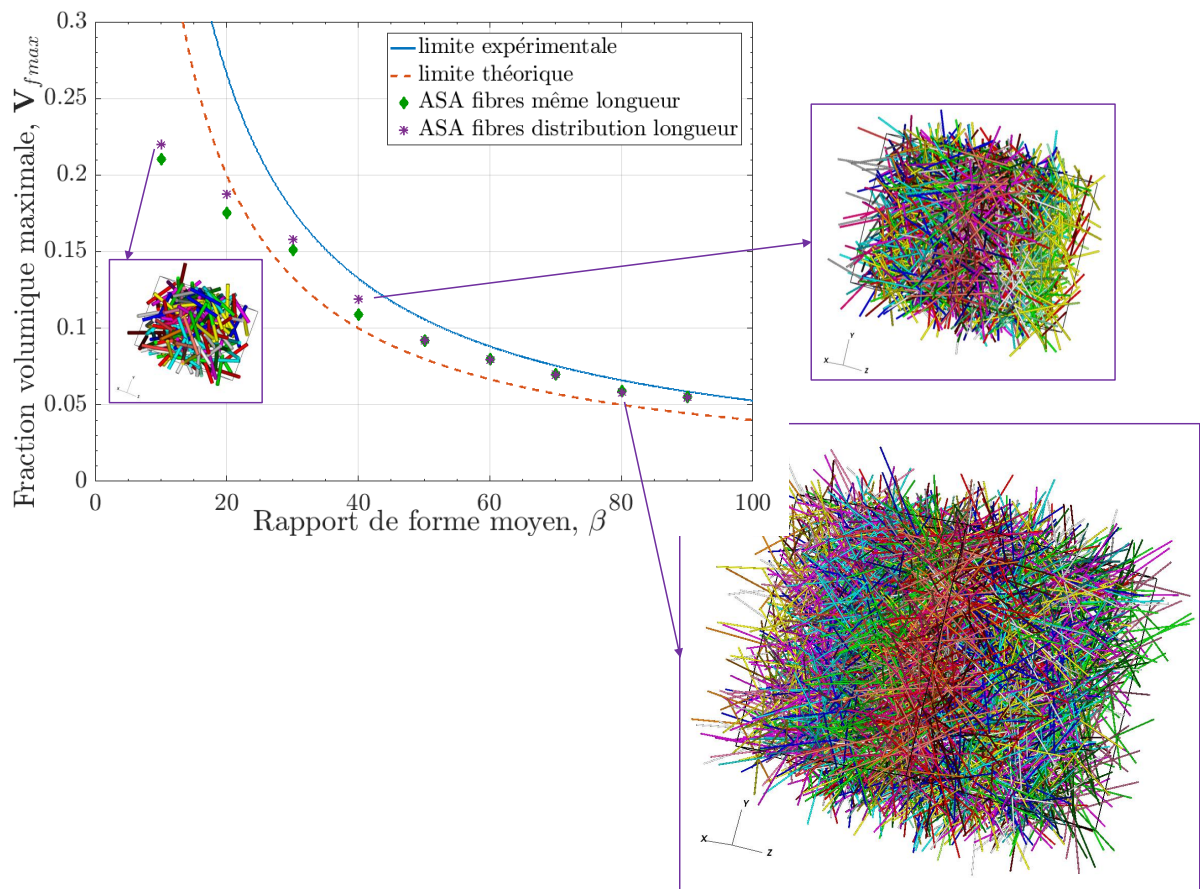 Fraction volumique maximale, V_fmax
0.3
0.25
0.2
0.15
0.1
0.05
0
limite expérimentale
limite théorique
ASA fibres même longueur
ASA fibres distribution longueur
0 20 40 60 80 100
Rapport de forme moyen, β
Y
X
Z
Y
X
Z
Y
X
Z